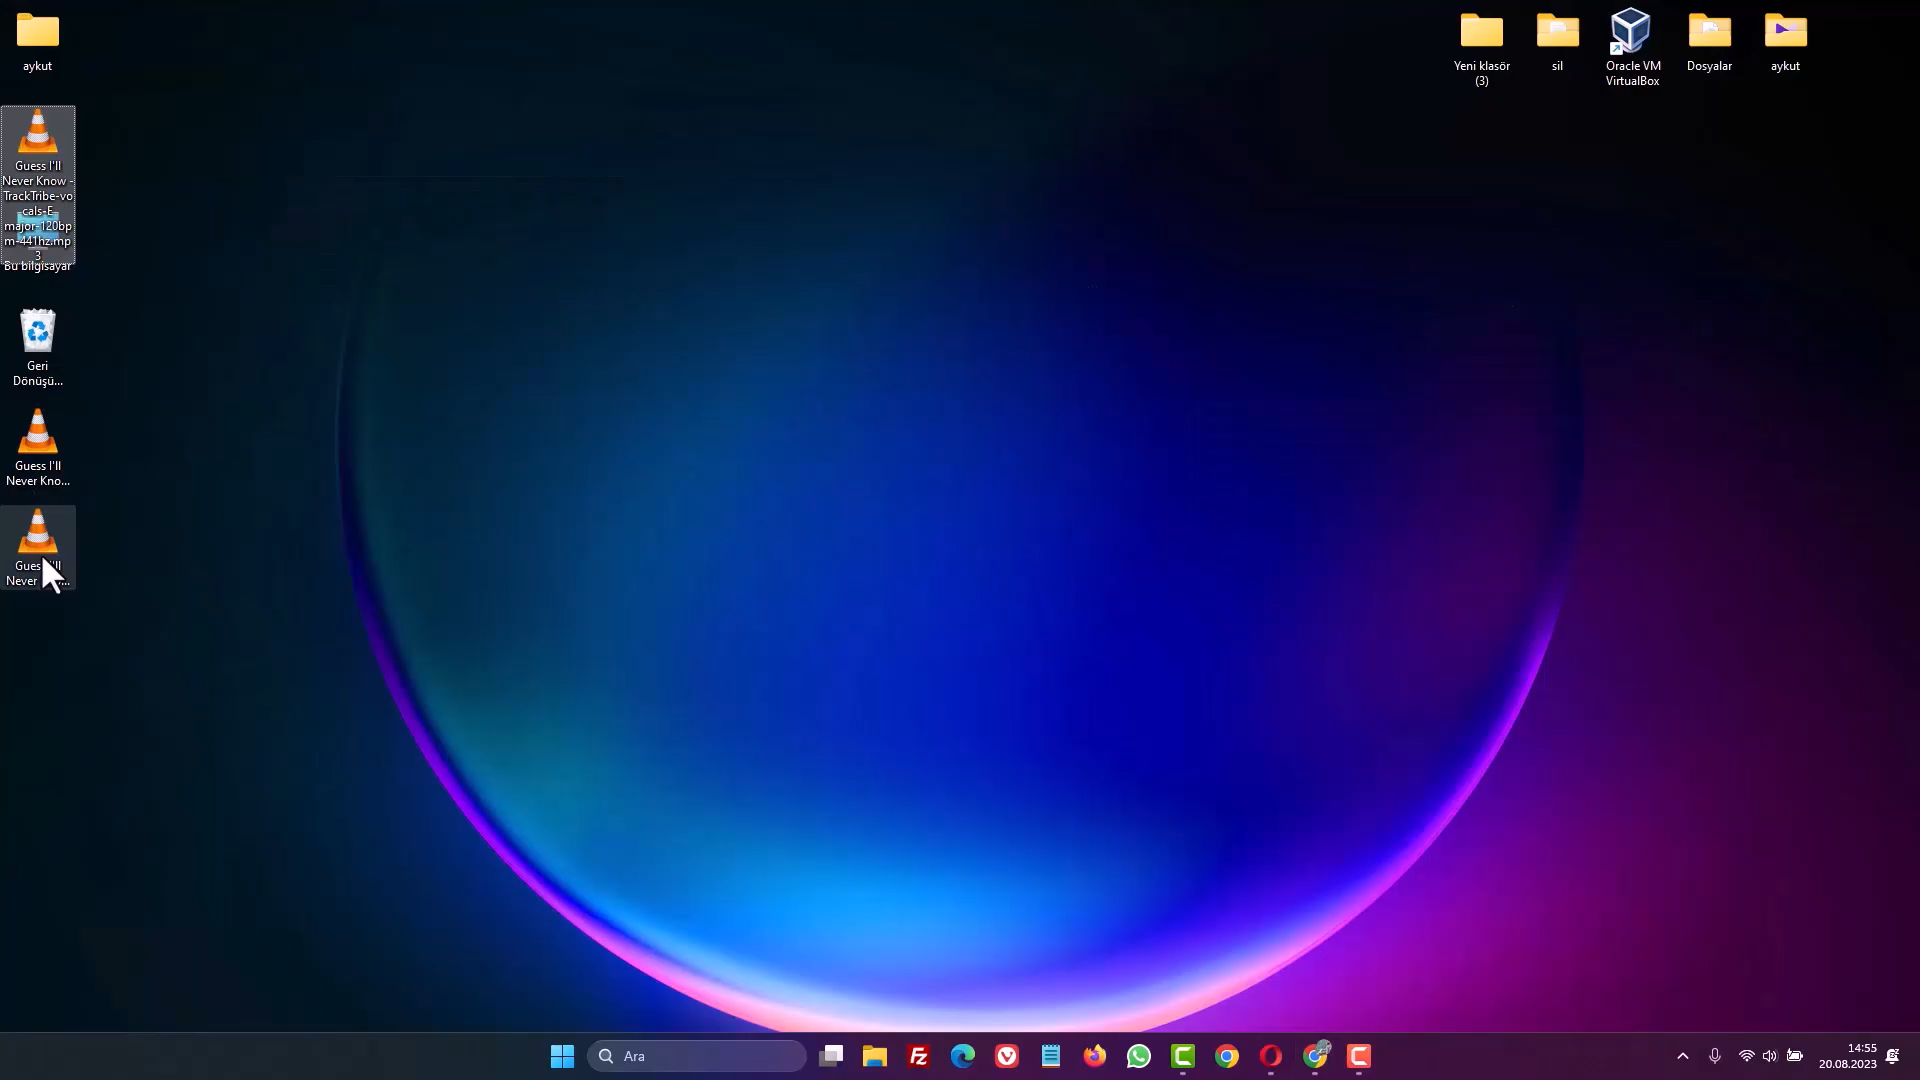 aykut
Guess I'll
Never Know -
TrackTribe-vo
cals-E
major-120bp
m-441hz.mp
3
Bu bilgisayar
Geri
Dönüşü...
Guess I'll
Never Kno...
Never
Yeni klasör
(3)
sil
Oracle VM
VirtualBox
Dosyalar
aykut
Ara
14:55
20.08.2023